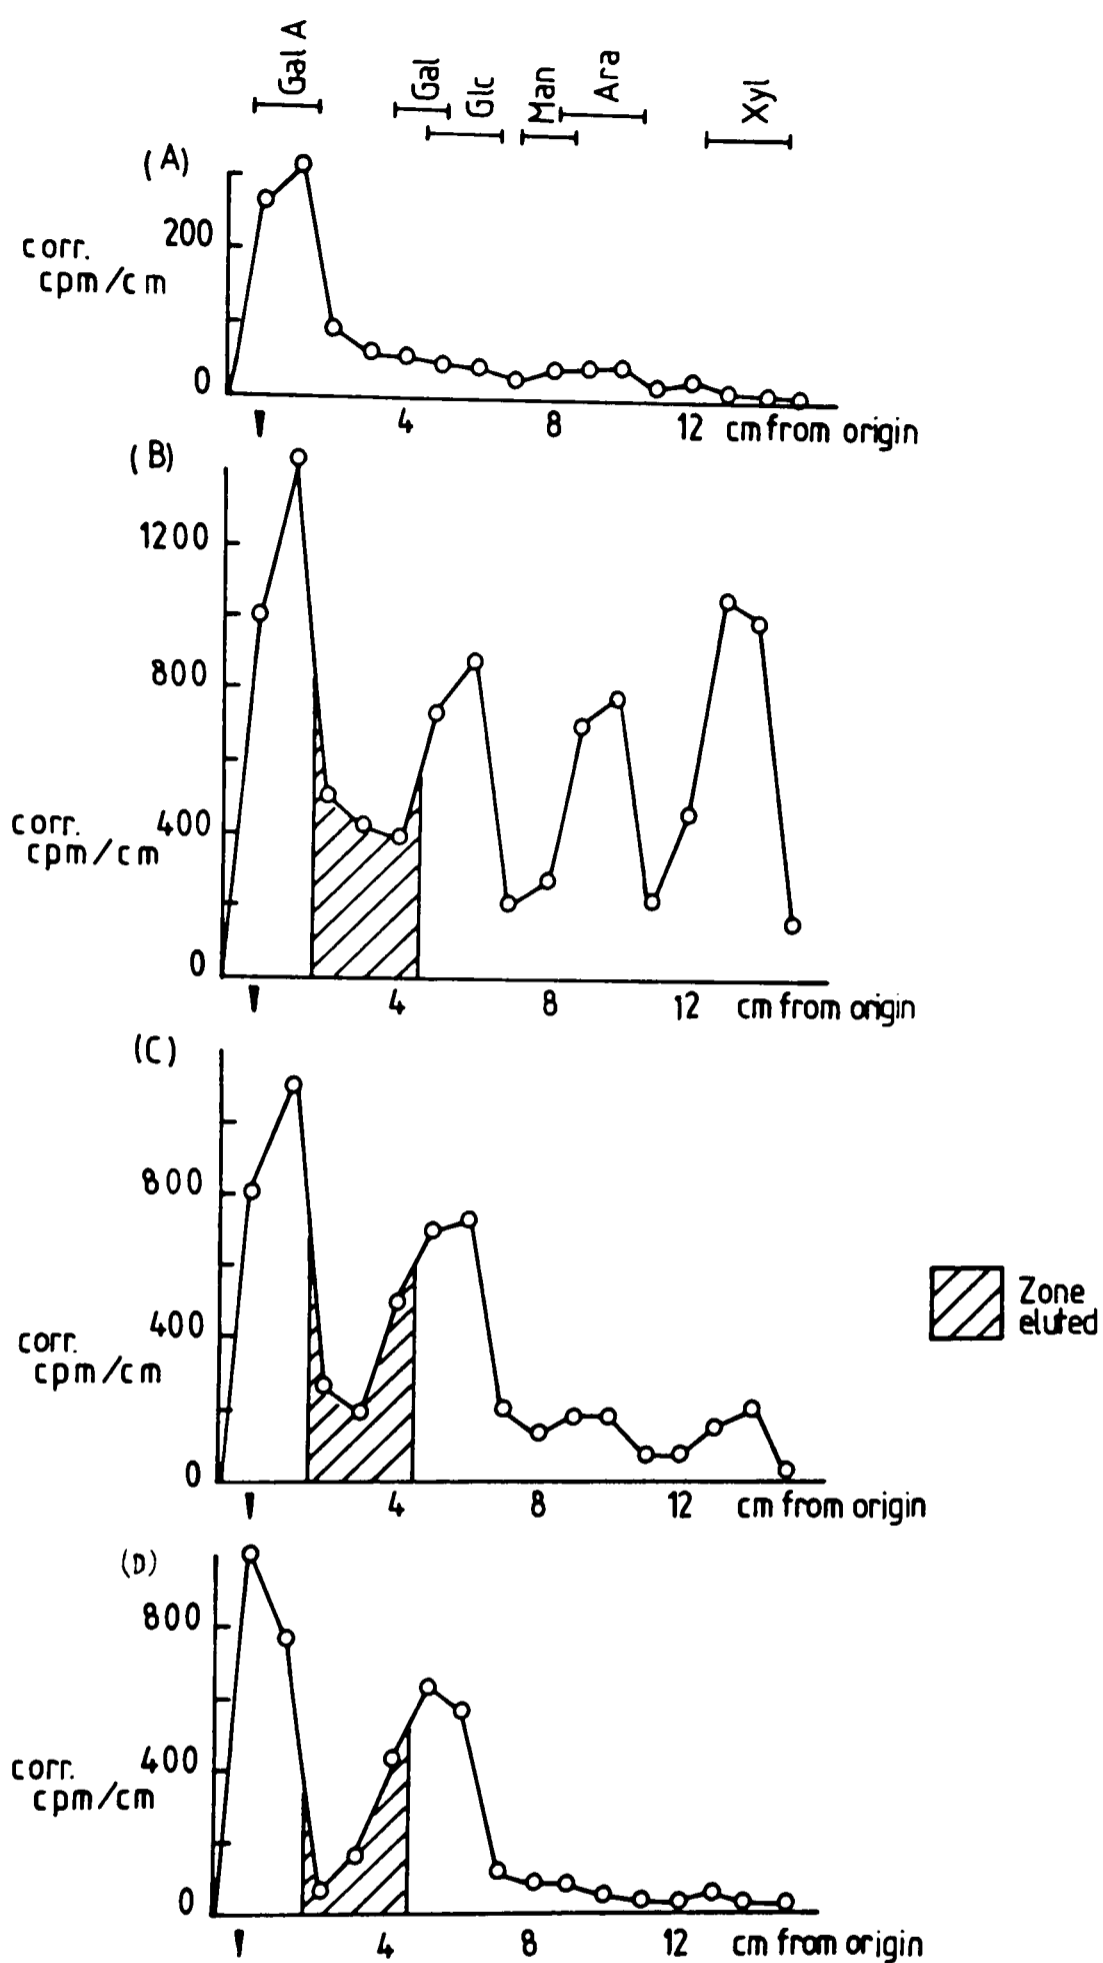 Gal A
Gal
Glc
Man
Ara
Xyl
(A)
200
corr.
cpm/cm
0
4
8
12
cm from origin
(B)
1200
800
400
corr.
cpm/cm
0
4
8
12
cm from origin
(C)
800
400
corr.
cpm/cm
0
4
8
12
cm from origin
Zone
eluted
(D)
800
400
corr.
cpm/cm
0
4
8
12
cm from origin